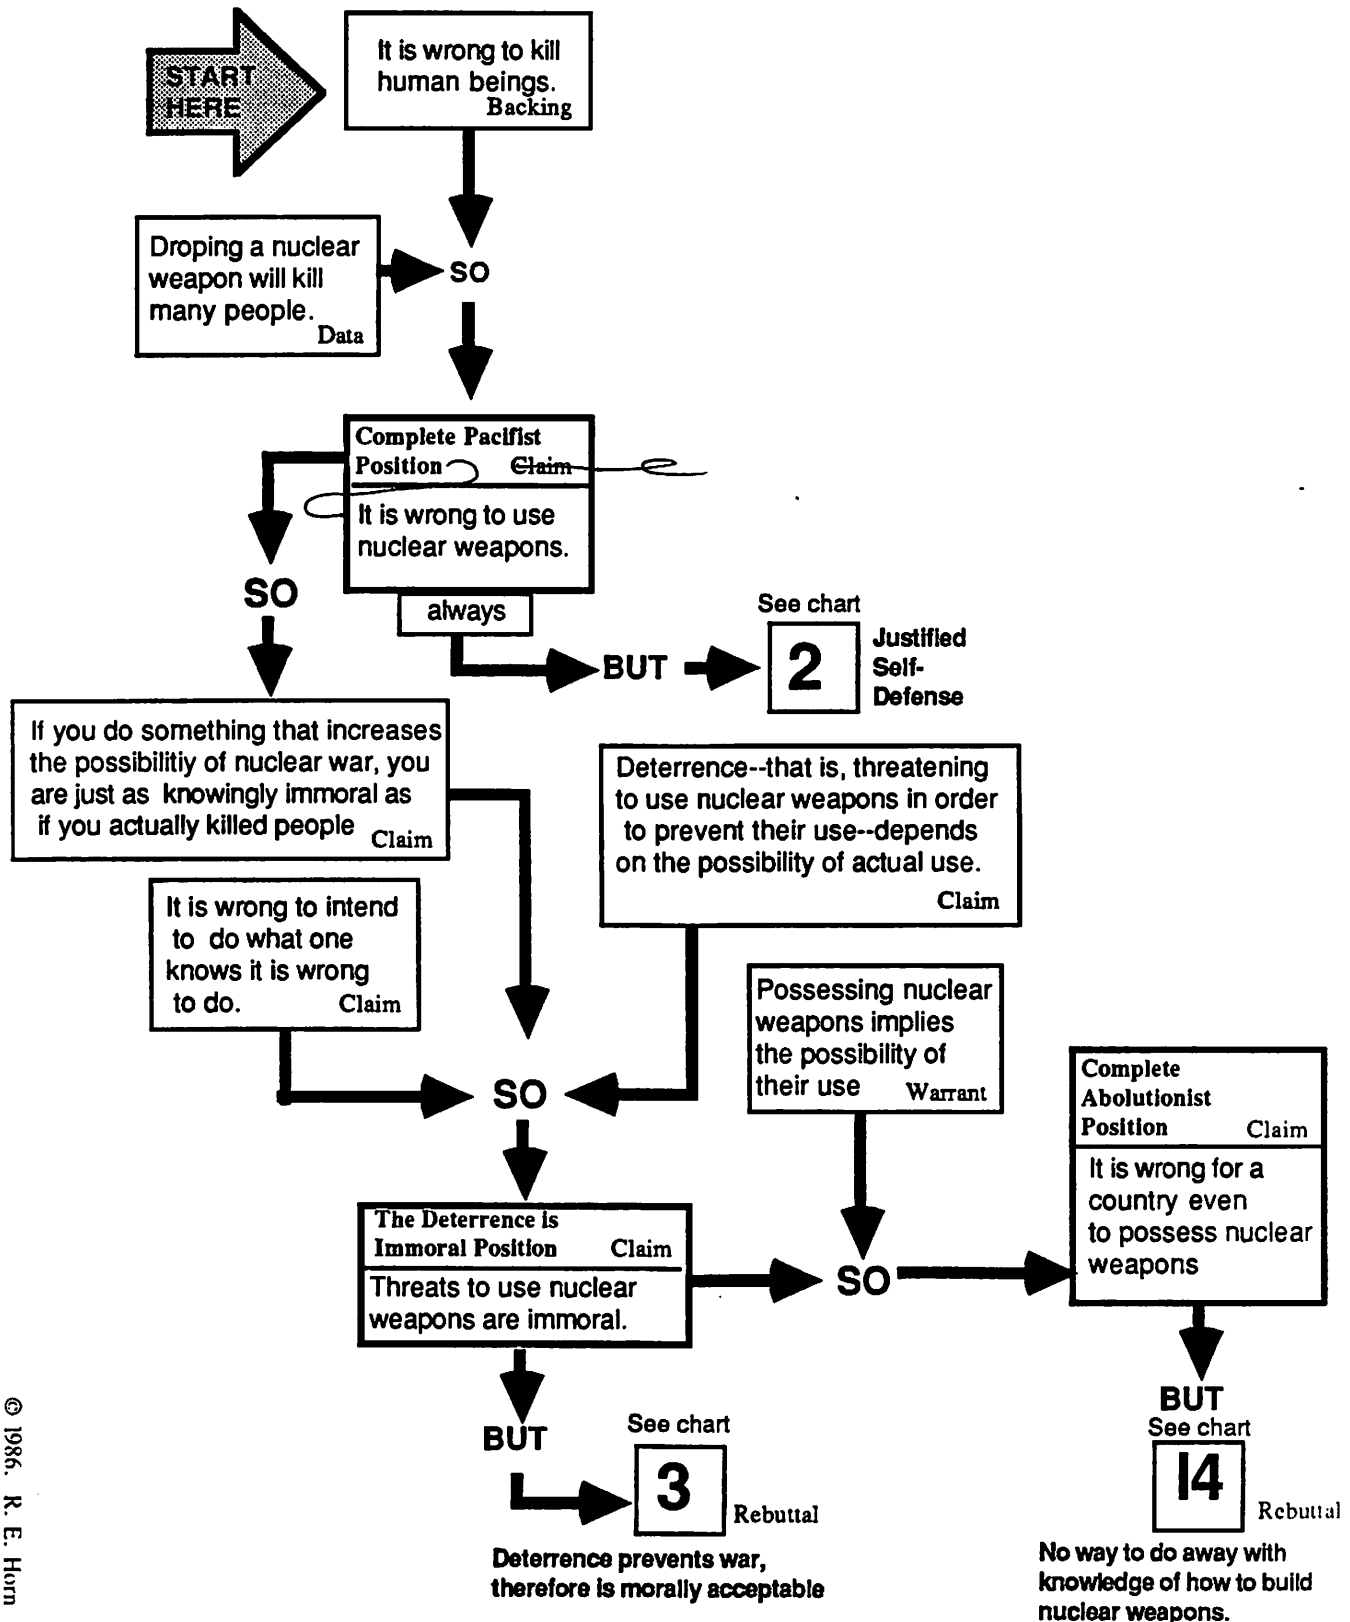 START
HERE
It is wrong to kill
human beings.
Backing
Droping a nuclear
weapon will kill
many people.
Data
SO
Complete Pacifist
Position Claim
It is wrong to use
nuclear weapons.
always
SO
BUT
See chart
2
Justified
Self-
Defense
If you do something that increases
the possibilitiy of nuclear war, you
are just as knowingly immoral as
if you actually killed people
Claim
Deterrence--that is, threatening
to use nuclear weapons in order
to prevent their use--depends
on the possibility of actual use.
Claim
It is wrong to intend
to do what one
knows it is wrong
to do. Claim
Possessing nuclear
weapons implies
the possibility of
their use Warrant
SO
Complete
Abolutionist
Position Claim
It is wrong for a
country even
to possess nuclear
weapons
The Deterrence is
Immoral Position Claim
Threats to use nuclear
weapons are immoral.
SO
BUT
See chart
3
Rebuttal
Deterrence prevents war,
therefore is morally acceptable
BUT
See chart
14
Rebuttal
No way to do away with
knowledge of how to build
nuclear weapons.
© 1986. R. E. Horn